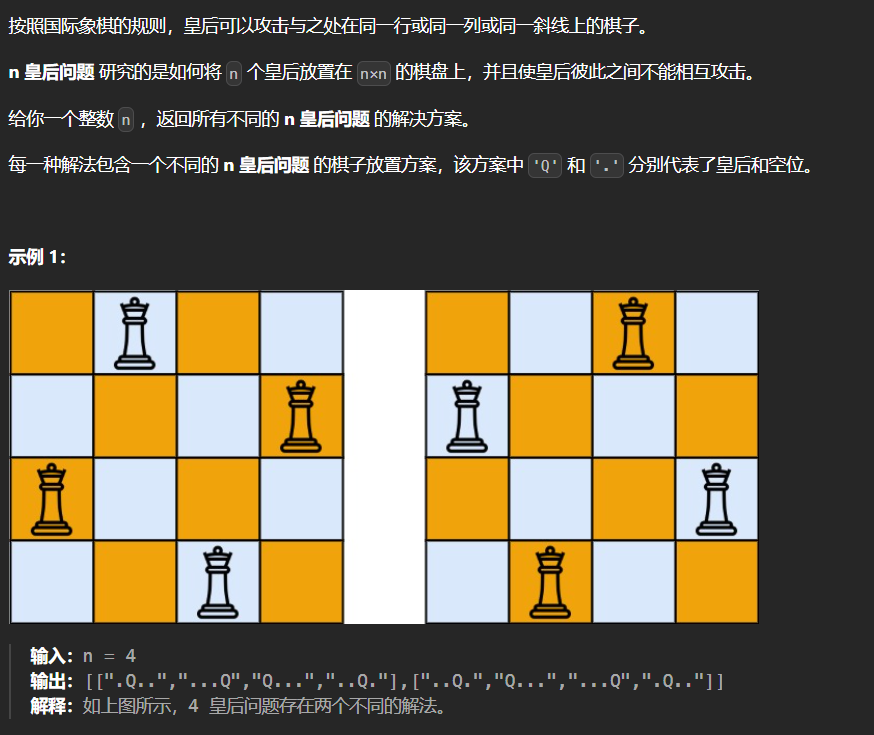 按照国际象棋的规则，皇后可以攻击与之处在同一行或同一列或同一斜线上的棋子。
n 皇后问题 研究的是如何将 n 个皇后放置在 n×n 的棋盘上，并且使皇后彼此之间不能相互攻击。
给你一个整数 n ，返回所有不同的 n 皇后问题 的解决方案。
每一种解法包含一个不同的 n 皇后问题 的棋子放置方案，该方案中 'Q' 和 '.' 分别代表了皇后和空位。
示例 1：
输入：n = 4
输出：[[".Q..","...Q","Q...","..Q."],["..Q.","Q...","...Q",".Q.."]]
解释：如上图所示，4 皇后问题存在两个不同的解法。